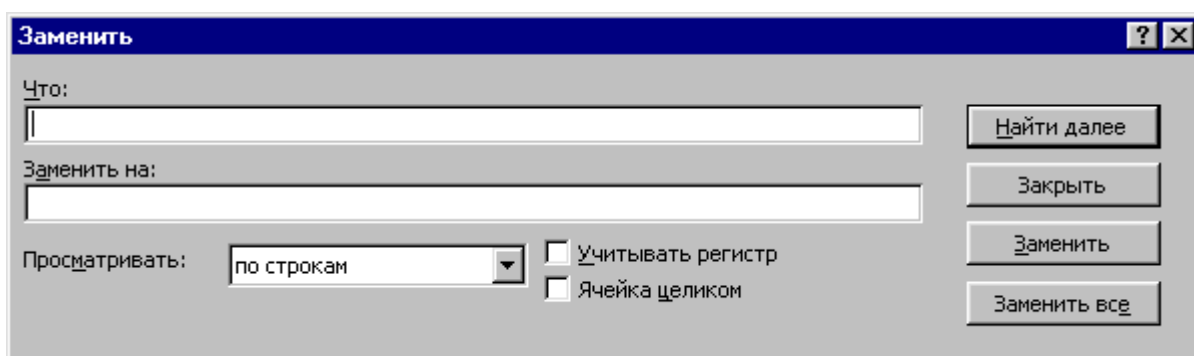 Заменить
Что:
Найти далее
Заменить на:
Закрыть
Заменить
Просматривать:
по строкам
Учитывать регистр
Ячейка целиком
Заменить все